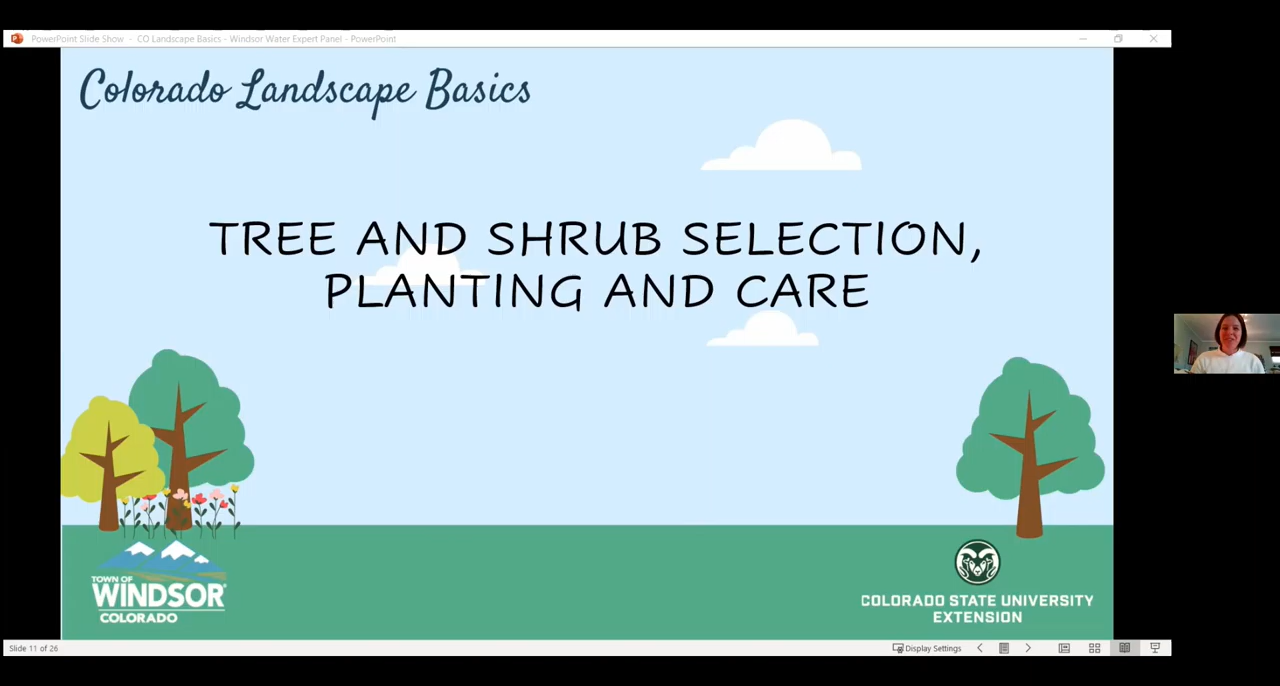 PowerPoint Slide Show - CO Landscape Basics - Windsor Water Expert Panel - PowerPoint
Colorado Landscape Basics
TREE AND SHRUB SELECTION,
PLANTING AND CARE
TOWN OF
WINDSOR
COLORADO
COLORADO STATE UNIVERSITY
EXTENSION
Slide 11 of 26
Display Settings